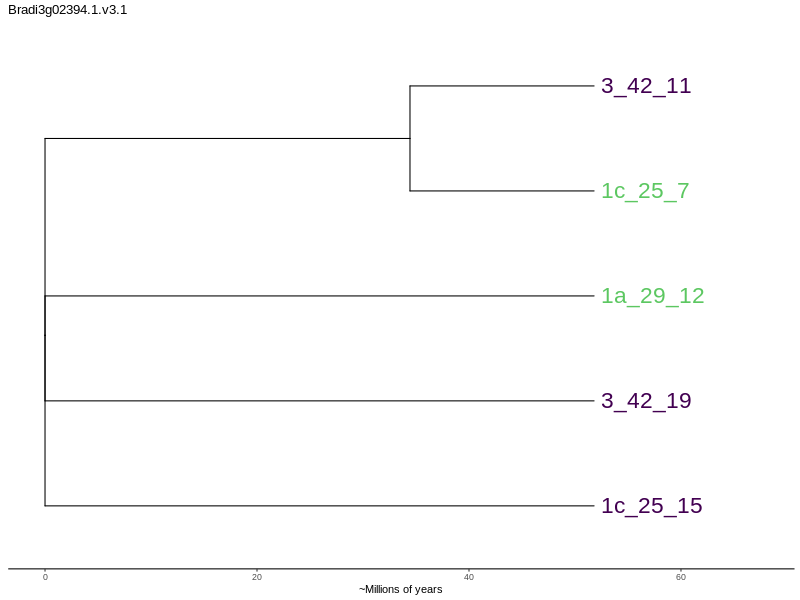 Bradi3g02394.1.v3.1
3_42_11
1c_25_7
1a_29_12
3_42_19
1c_25_15
0 20 40 60
~Millions of years